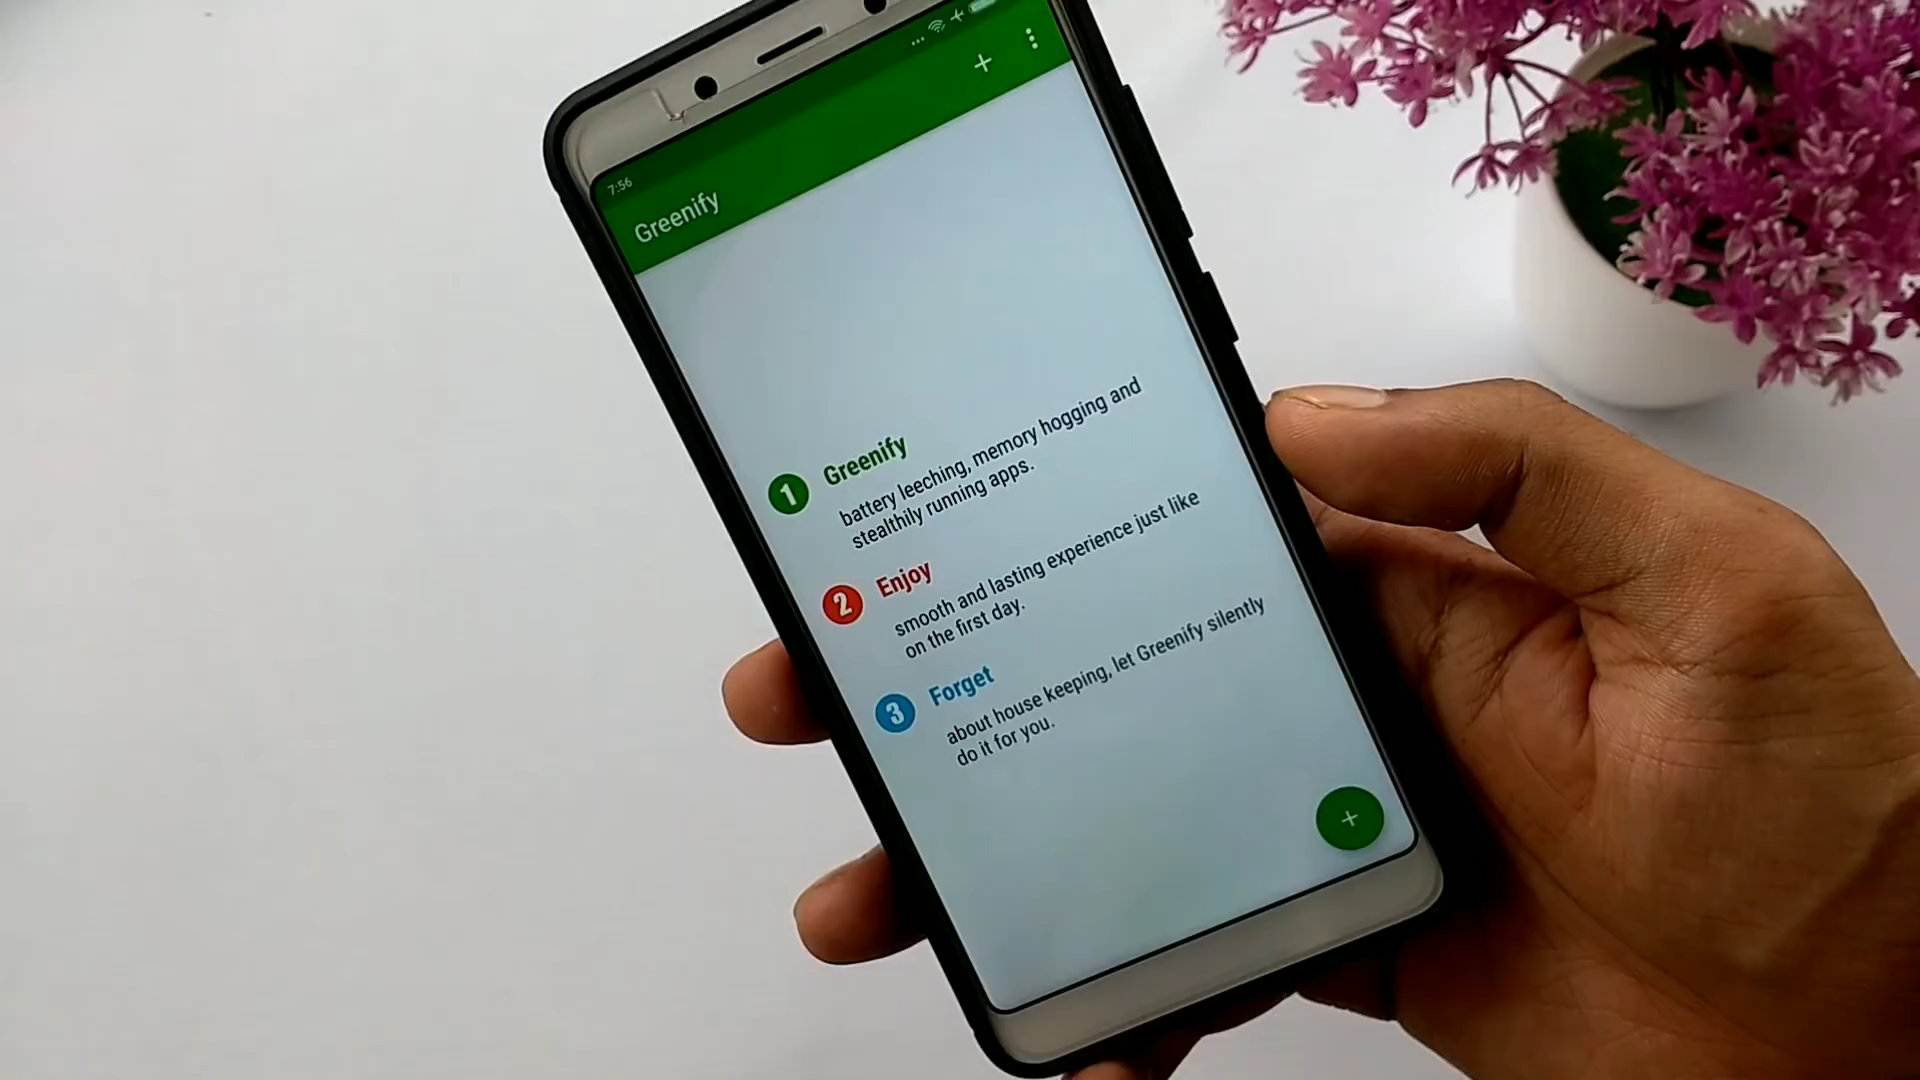 7:56
Greenify
1 Greenify
battery leeching, memory hogging and
stealthily running apps.
2 Enjoy
smooth and lasting experience just like
on the first day.
3 Forget
about house keeping, let Greenify silently
do it for you.